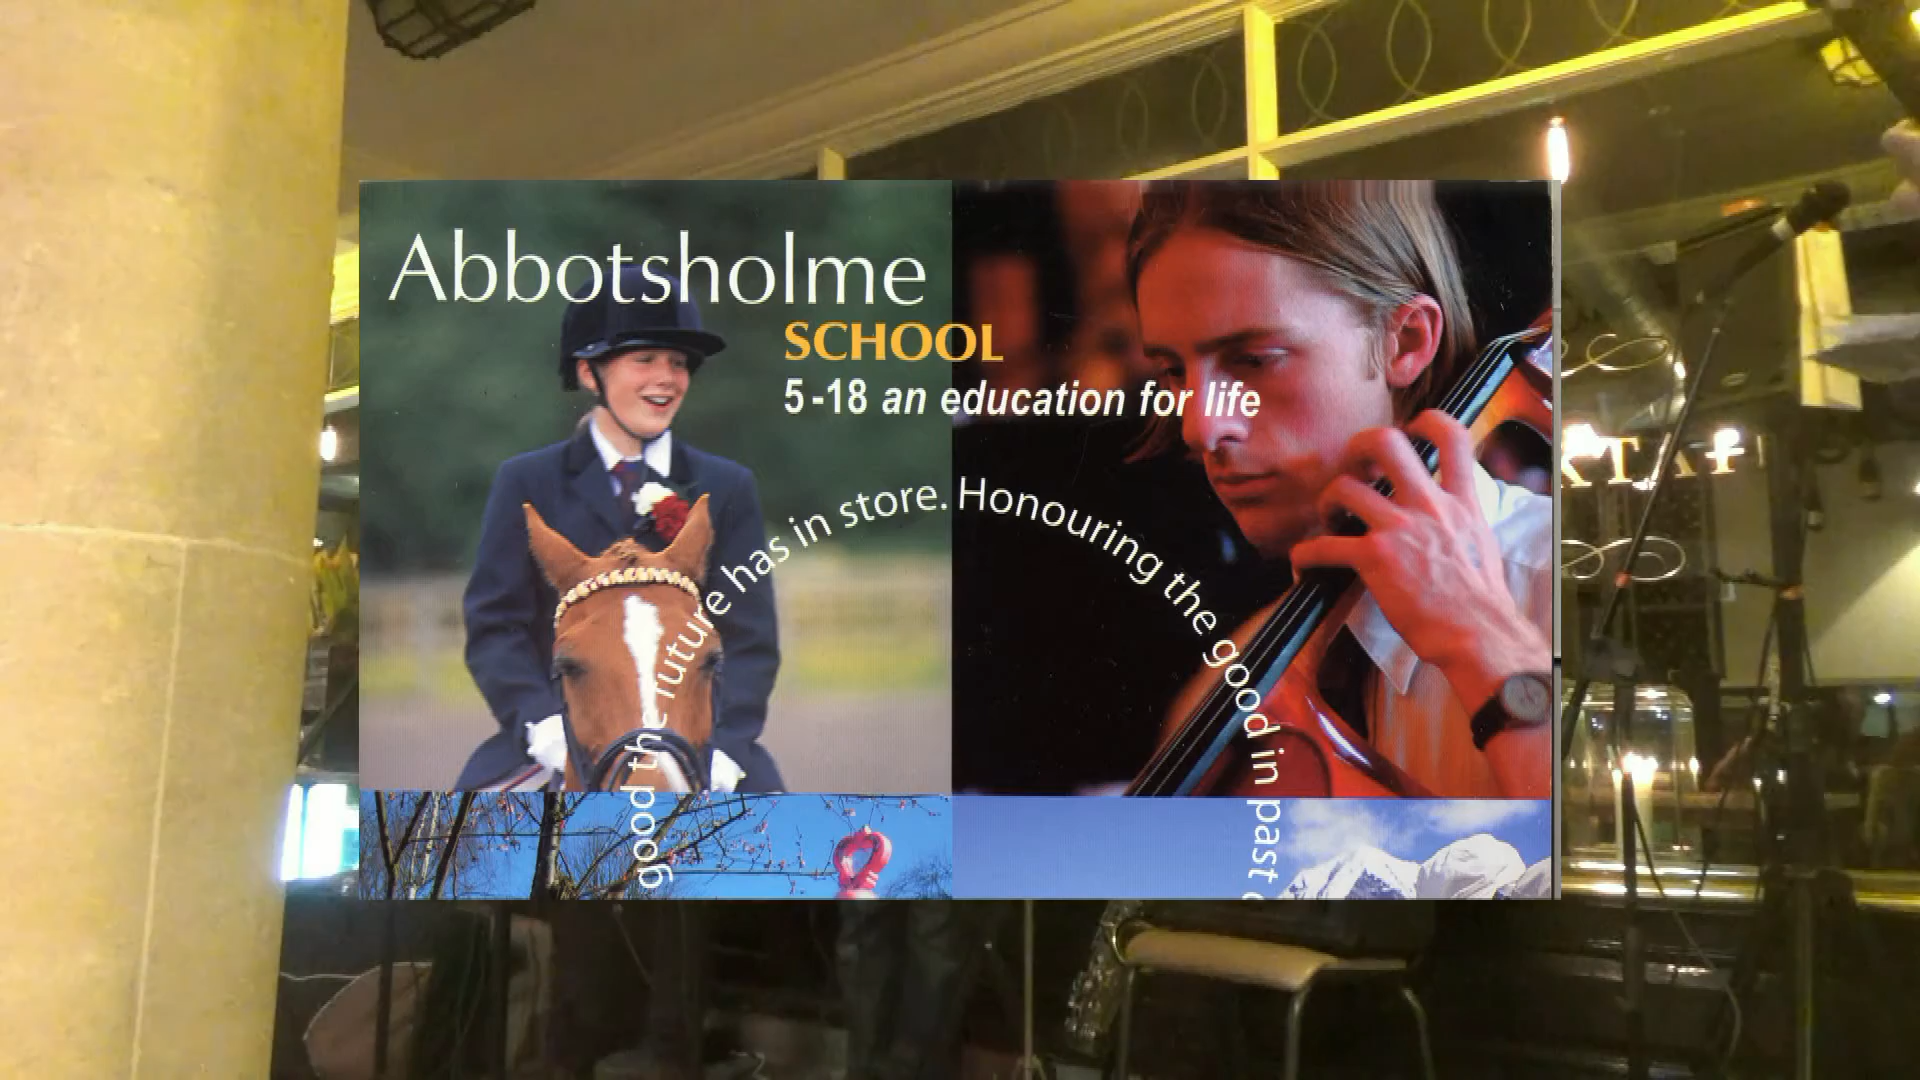 Abbotsholme
SCHOOL
5-18 an education for life
good the future has in store. Honouring the good in past